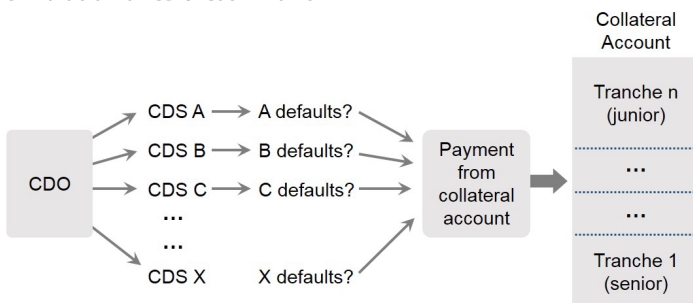 Collateral
Account
CDO
CDS A
A defaults?
CDS B
B defaults?
CDS C
C defaults?
...
...
CDS X
X defaults?
Payment
from
collateral
account
Tranche n
(junior)
...
...
Tranche 1
(senior)